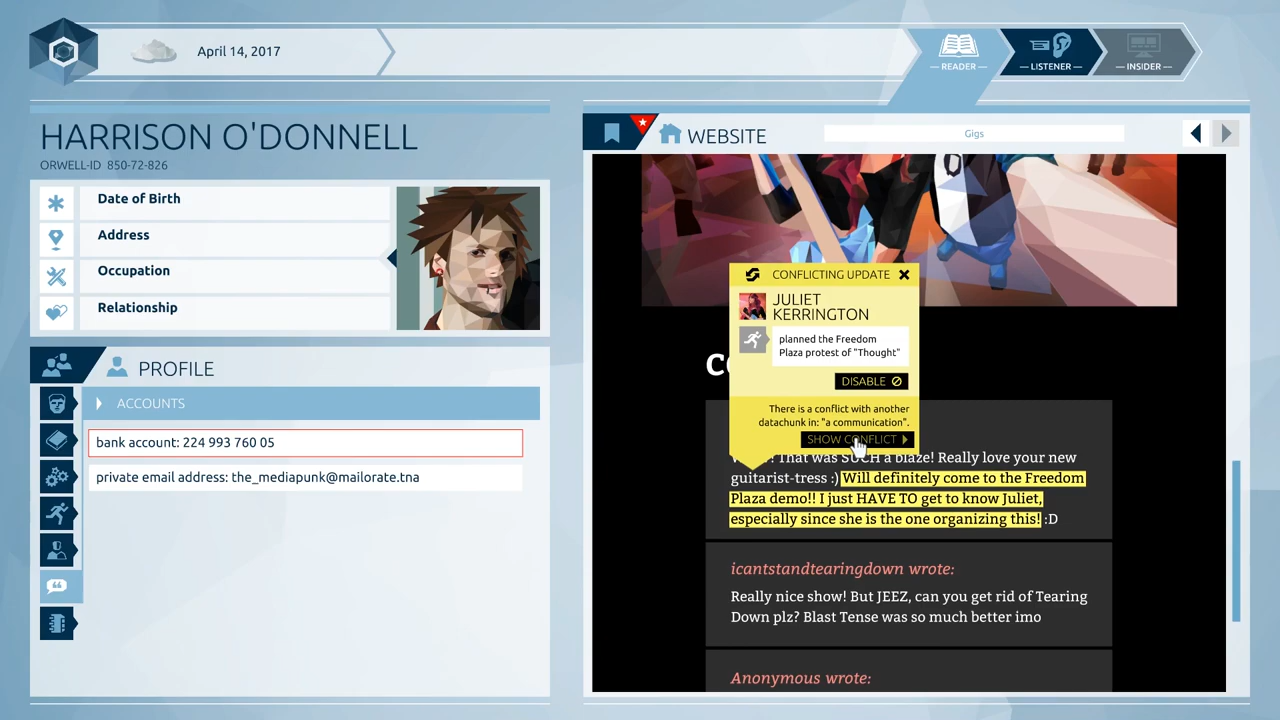 April 14, 2017
— READER —
— LISTENER —
— INSIDER —
HARRISON O'DONNELL
ORWELL-ID 850-72-826
Date of Birth
Address
Occupation
Relationship
PROFILE
ACCOUNTS
bank account: 224 993 760 05
private email address: the_mediapunk@mailorate.tna
WEBSITE
Gigs
CONFLICTING UPDATE
JULIET
KERRINGTON
planned the Freedom
Plaza protest of "Thought"
DISABLE
There is a conflict with another
datachunk in: "a communication".
SHOW CONFLICT
That was SUCH a blaze! Really love your new
guitarist-tress :) Will definitely come to the Freedom
Plaza demo!! I just HAVE TO get to know Juliet,
especially since she is the one organizing this! :D
icantstandtearingdown wrote:
Really nice show! But JEEZ, can you get rid of Tearing
Down plz? Blast Tense was so much better imo
Anonymous wrote: